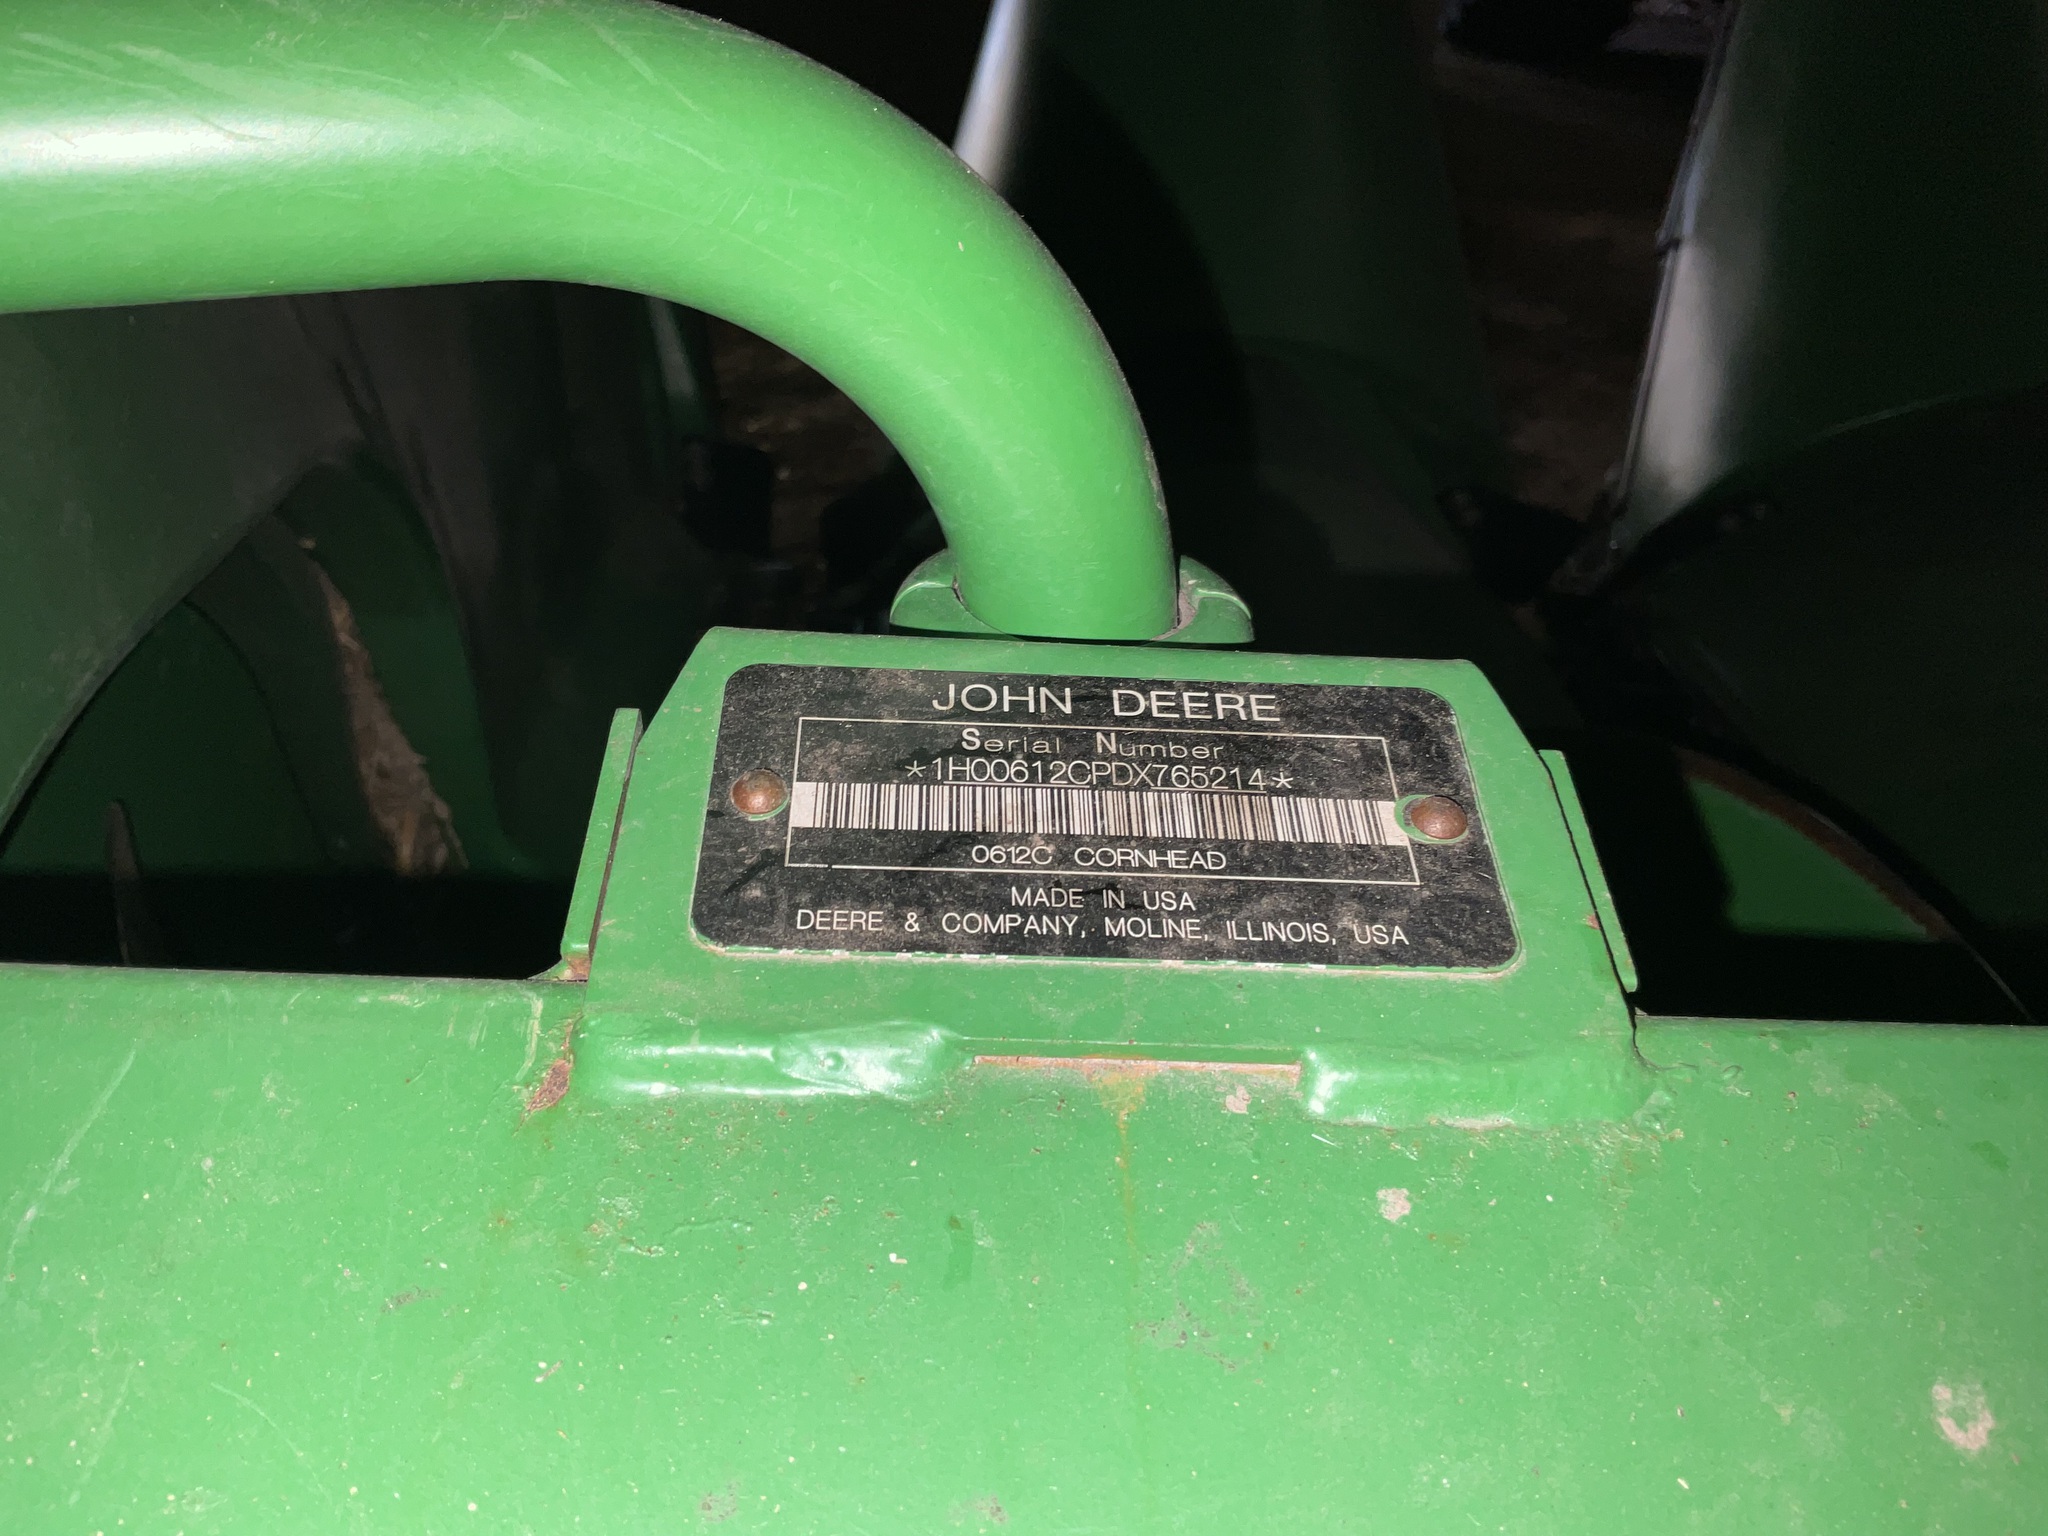 JOHN DEERE
Serial Number
*1H00612CPDX765214*
0612C CORNHEAD
MADE IN USA
DEERE & COMPANY, MOLINE, ILLINOIS, USA